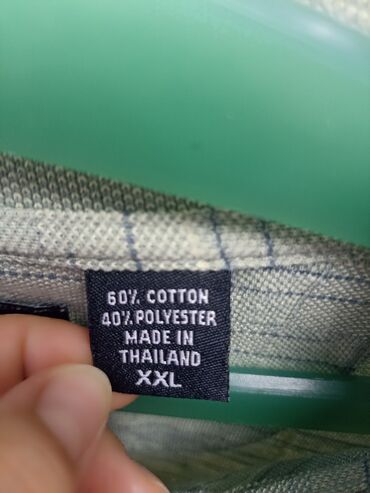 60% COTTON
40% POLYESTER
MADE IN
THAILAND
XXL